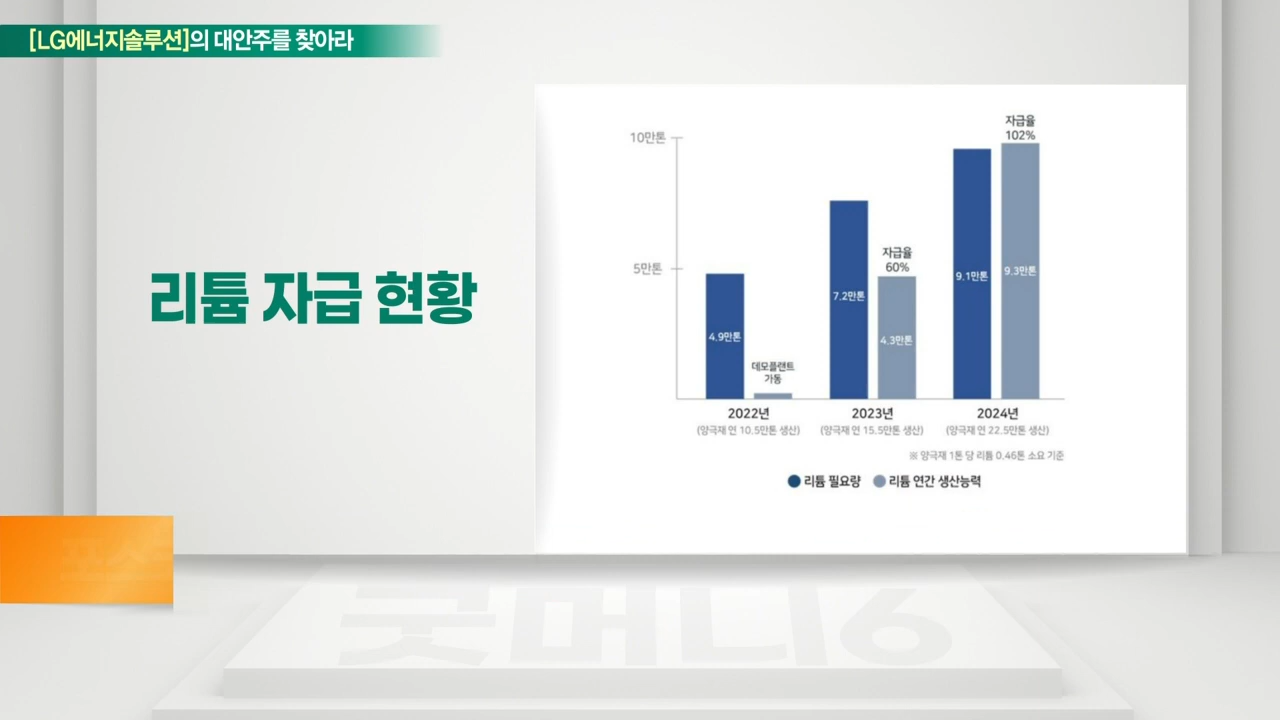 [LG에너지솔루션]의 대안주를 찾아라
리튬 자급 현황
10만톤
5만톤
자급율
102%
자급율
60%
4.9만톤
데모플랜트
가동
7.2만톤
4.3만톤
9.1만톤
9.3만톤
2022년
2023년
2024년
(양극재 연 10.5만톤 생산)
(양극재 연 15.5만톤 생산)
(양극재 연 22.5만톤 생산)
※ 양극재 1톤 당 리튬 0.46톤 소요 기준
리튬 필요량
리튬 연간 생산능력
굿머니6